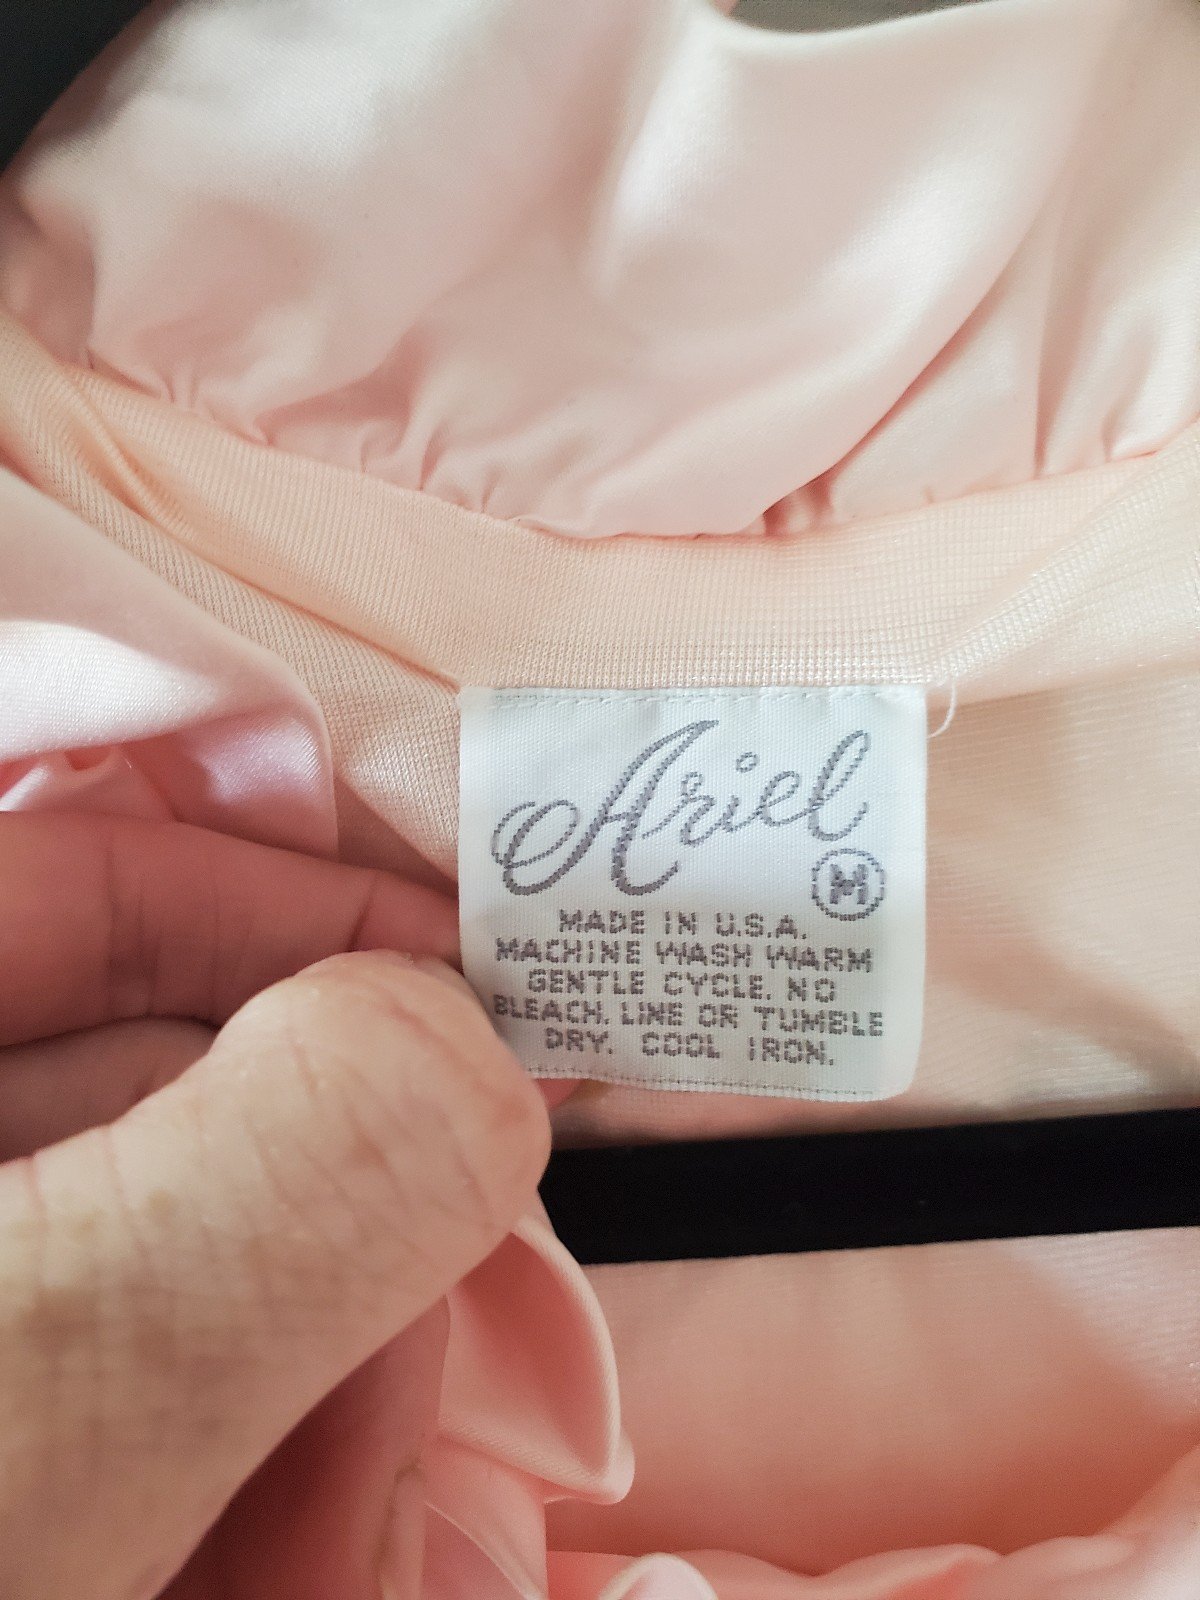 Ariel
M
MADE IN U.S.A.
MACHINE WASH WARM
GENTLE CYCLE. NO
BLEACH. LINE OR TUMBLE
DRY. COOL IRON.